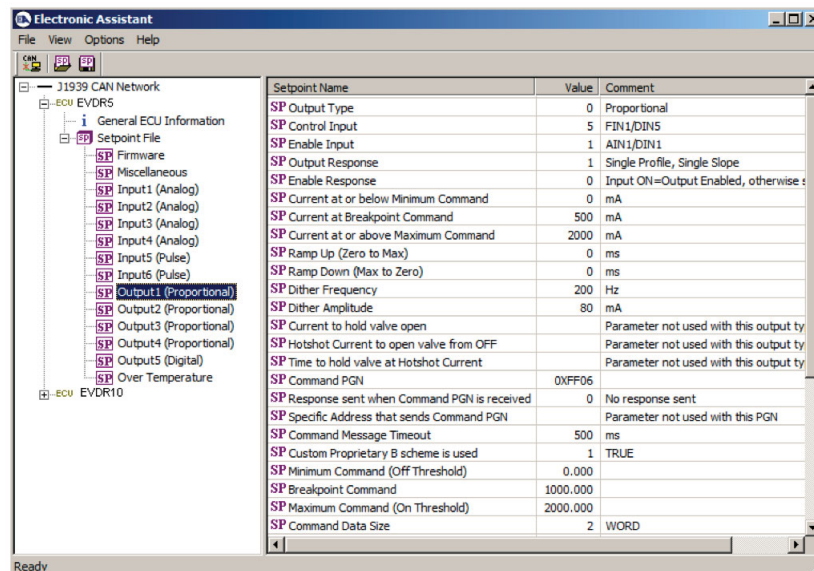 Electronic Assistant
File View Options Help
J1939 CAN Network
ECU EVDR5
i General ECU Information
SP Setpoint File
SP Firmware
SP Miscellaneous
SP Input1 (Analog)
SP Input2 (Analog)
SP Input3 (Analog)
SP Input4 (Analog)
SP Input5 (Pulse)
SP Input6 (Pulse)
SP Output1 (Proportional)
SP Output2 (Proportional)
SP Output3 (Proportional)
SP Output4 (Proportional)
SP Output5 (Digital)
SP Over Temperature
ECU EVDR10
Setpoint Name Value Comment
SP Output Type 0 Proportional
SP Control Input 5 FIN1/DIN5
SP Enable Input 1 AIN1/DIN1
SP Output Response 1 Single Profile, Single Slope
SP Enable Response 0 Input ON=Output Enabled, otherwise s
SP Current at or below Minimum Command 0 mA
SP Current at Breakpoint Command 500 mA
SP Current at or above Maximum Command 2000 mA
SP Ramp Up (Zero to Max) 0 ms
SP Ramp Down (Max to Zero) 0 ms
SP Dither Frequency 200 Hz
SP Dither Amplitude 80 mA
SP Current to hold valve open Parameter not used with this output ty
SP Hotshot Current to open valve from OFF Parameter not used with this output ty
SP Time to hold valve at Hotshot Current Parameter not used with this output ty
SP Command PGN 0XFF06
SP Response sent when Command PGN is received 0 No response sent
SP Specific Address that sends Command PGN Parameter not used with this PGN
SP Command Message Timeout 500 ms
SP Custom Proprietary B scheme is used 1 TRUE
SP Minimum Command (Off Threshold) 0.000
SP Breakpoint Command 1000.000
SP Maximum Command (On Threshold) 2000.000
SP Command Data Size 2 WORD
Ready